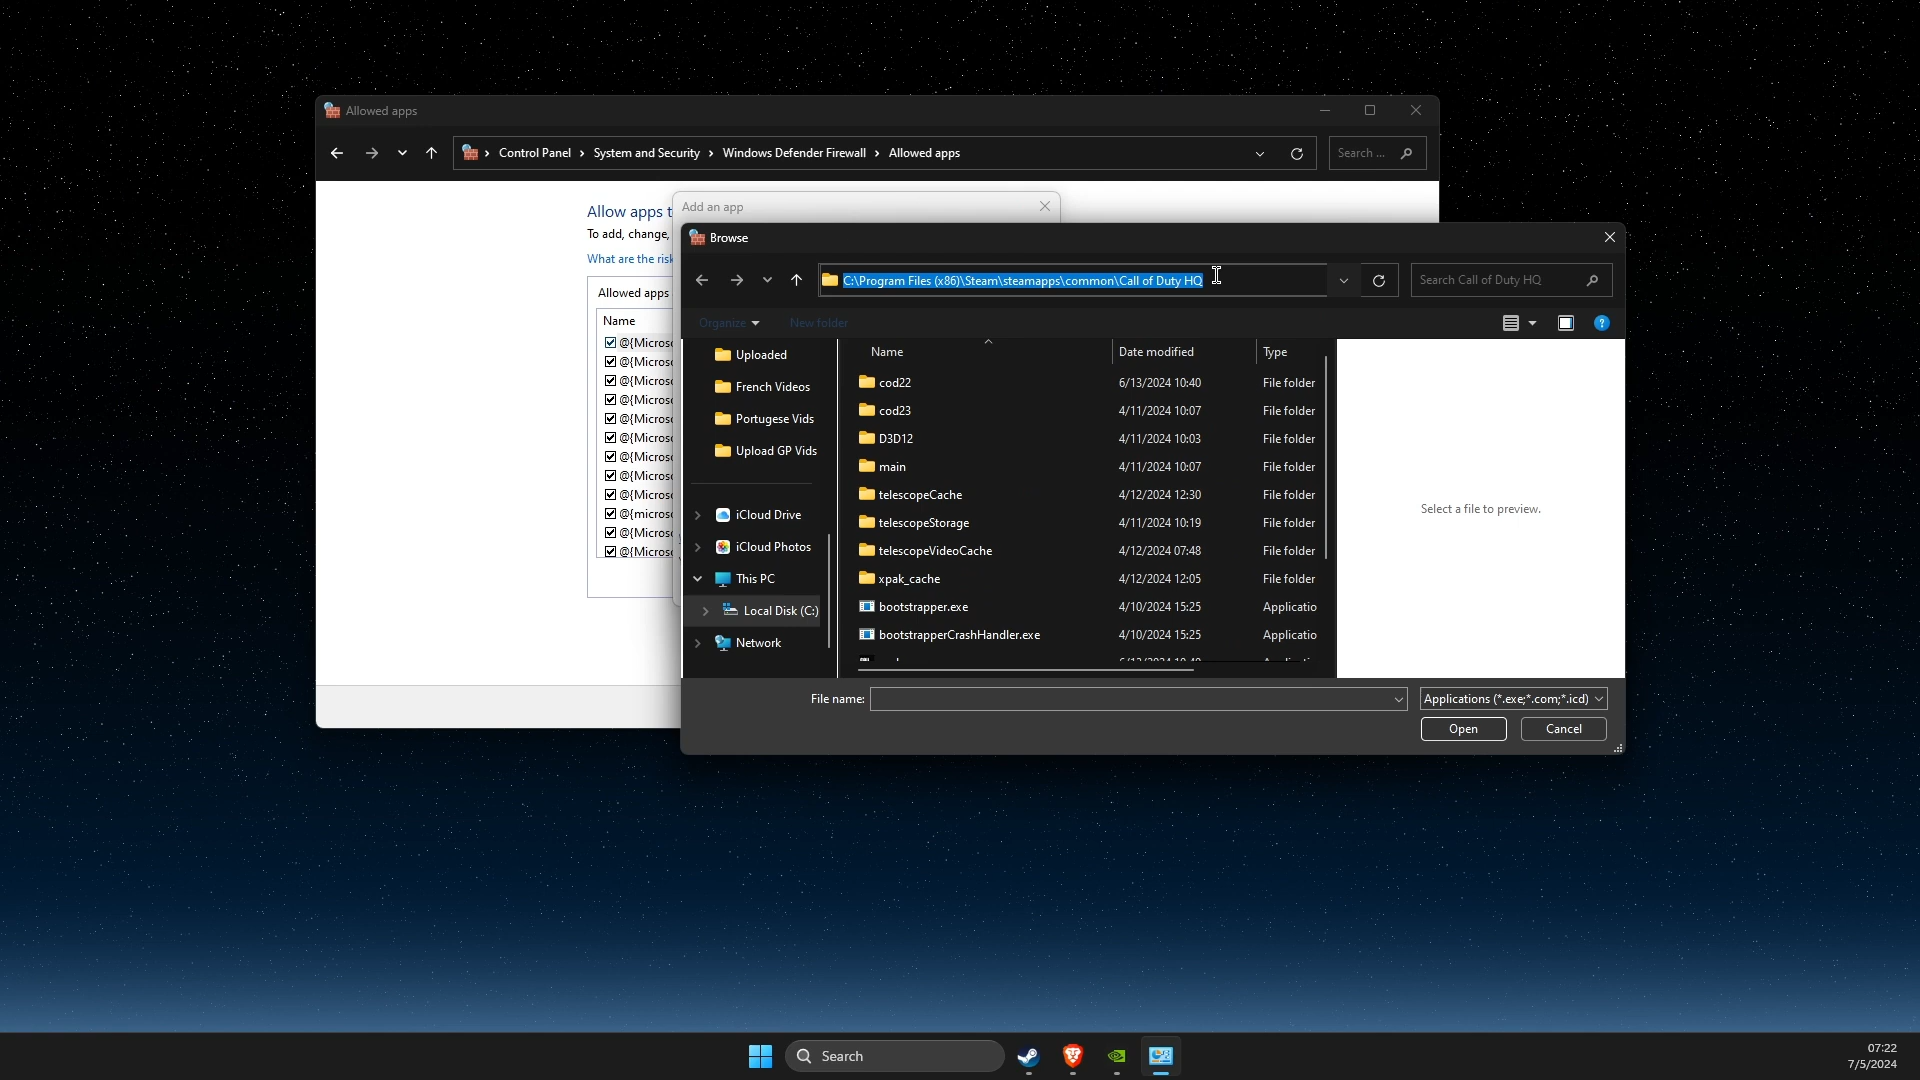 Allowed apps
Control Panel › System and Security › Windows Defender Firewall › Allowed apps
Search ...
Allow apps t
To add, change,
What are the risk
Allowed apps
Name
@{Microso
@{Microso
@{Microso
@{Microso
@{Microso
@{Microso
@{Microso
@{Microso
@{Microso
@{microso
@{Microso
@{Microso
Add an app
Browse
C:\Program Files (x86)\Steam\steamapps\common\Call of Duty HQ
Search Call of Duty HQ
Organize
New folder
Uploaded
French Videos
Portugese Vids
Upload GP Vids
iCloud Drive
iCloud Photos
This PC
Local Disk (C:)
Network
Name Date modified Type
cod22 6/13/2024 10:40 File folder
cod23 4/11/2024 10:07 File folder
D3D12 4/11/2024 10:03 File folder
main 4/11/2024 10:07 File folder
telescopeCache 4/12/2024 12:30 File folder
telescopeStorage 4/11/2024 10:19 File folder
telescopeVideoCache 4/12/2024 07:48 File folder
xpak_cache 4/12/2024 12:05 File folder
bootstrapper.exe 4/10/2024 15:25 Applicatio
bootstrapperCrashHandler.exe 4/10/2024 15:25 Applicatio
Select a file to preview.
File name:
Applications (*.exe;*.com;*.icd)
Open
Cancel
Search
07:22
7/5/2024